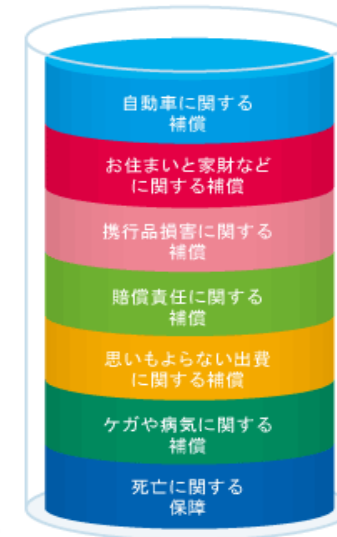 自動車に関する
補償
お住まいと家財など
に関する補償
携行品損害に関する
補償
賠償責任に関する
補償
思いもよらない出費
に関する補償
ケガや病気に関する
補償
死亡に関する
保障